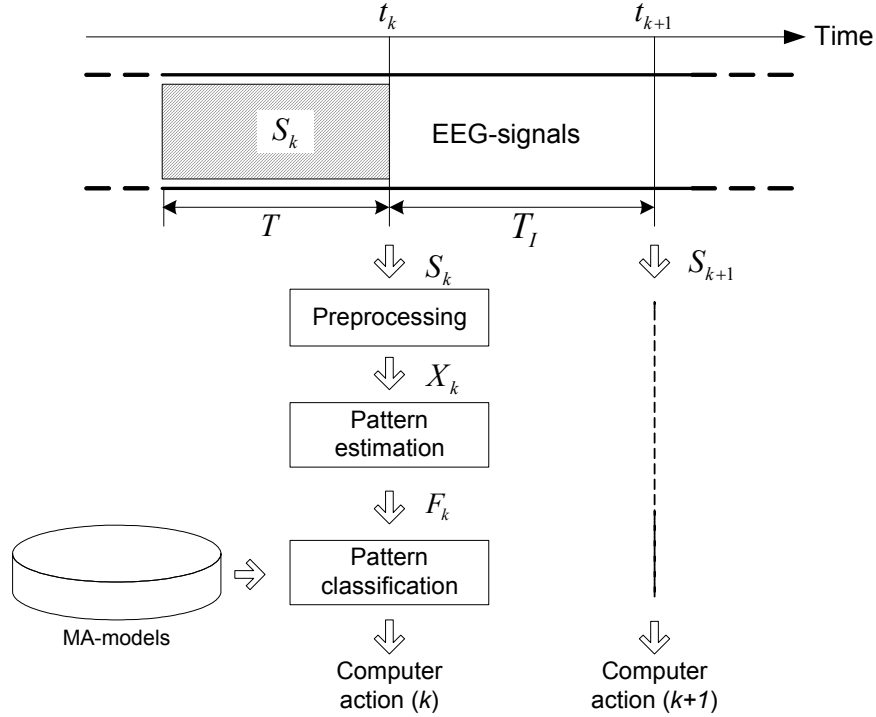 t_k
t_{k+1}
Time
S_k
EEG-signals
T
T_I
S_k
S_{k+1}
Preprocessing
X_k
Pattern
estimation
F_k
Pattern
classification
MA-models
Computer
action (k)
Computer
action (k+1)